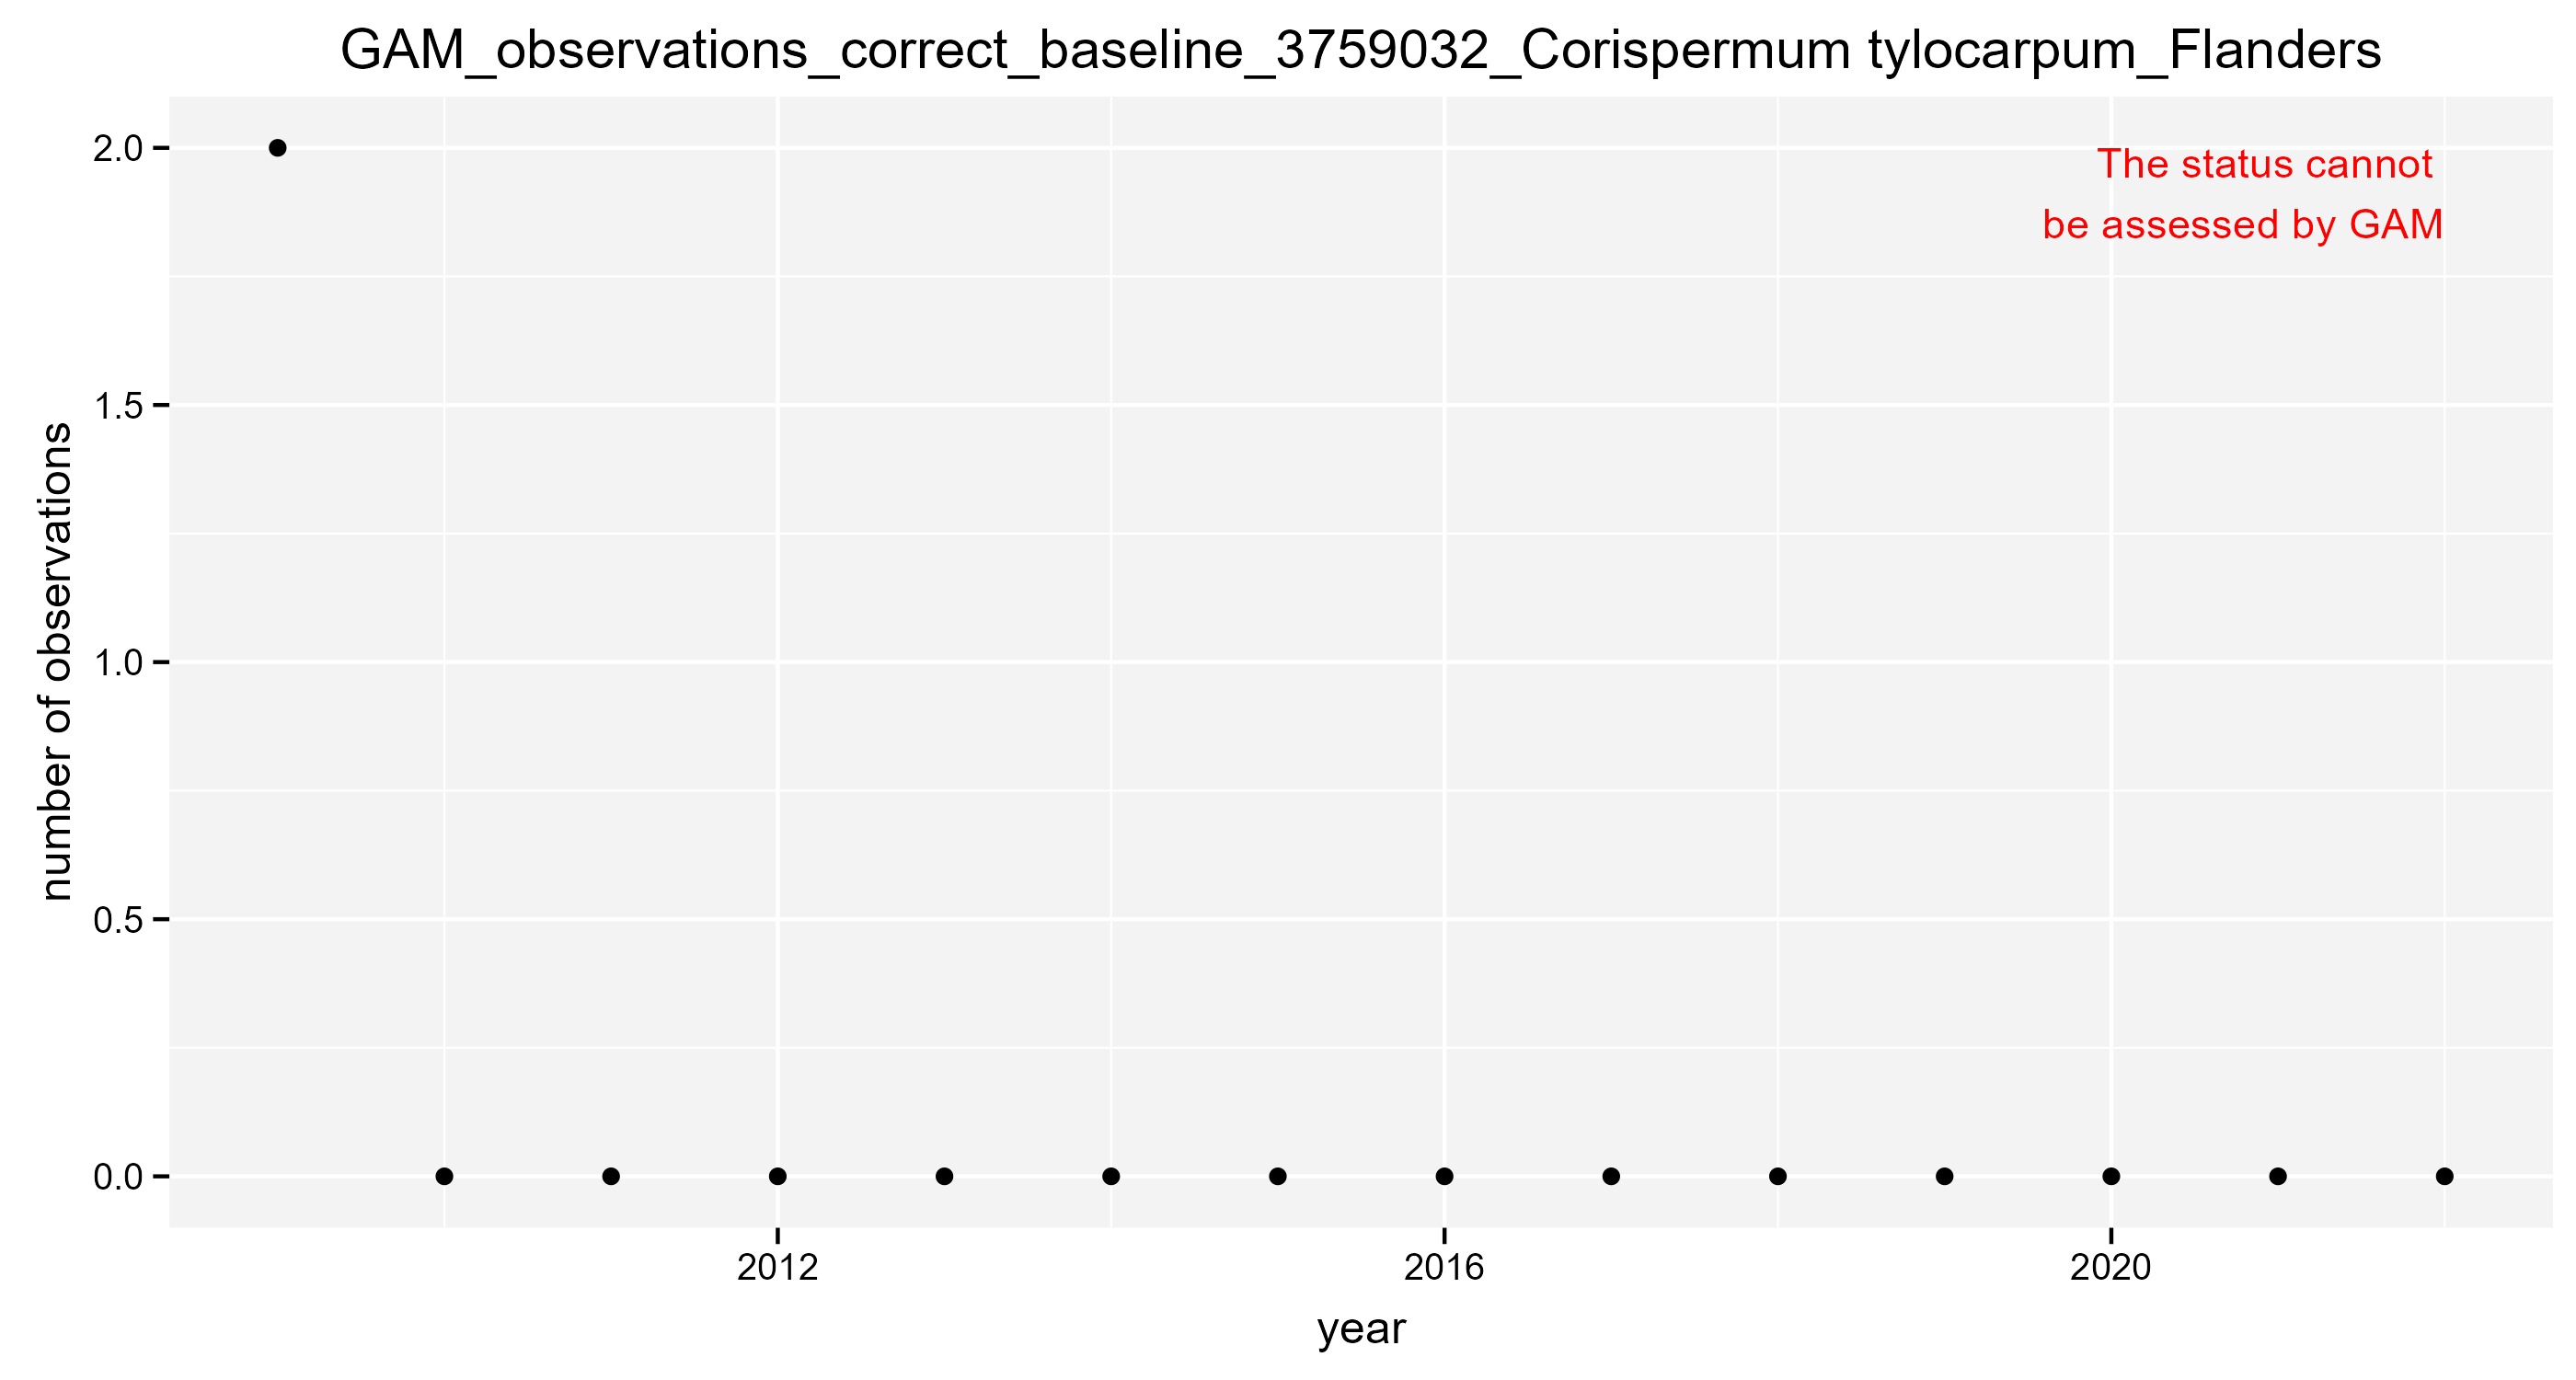 GAM_observations_correct_baseline_3759032_Corispermum tylocarpum_Flanders
The status cannot
be assessed by GAM
number of observations
2.0
1.5
1.0
0.5
0.0
2012 2016 2020
year